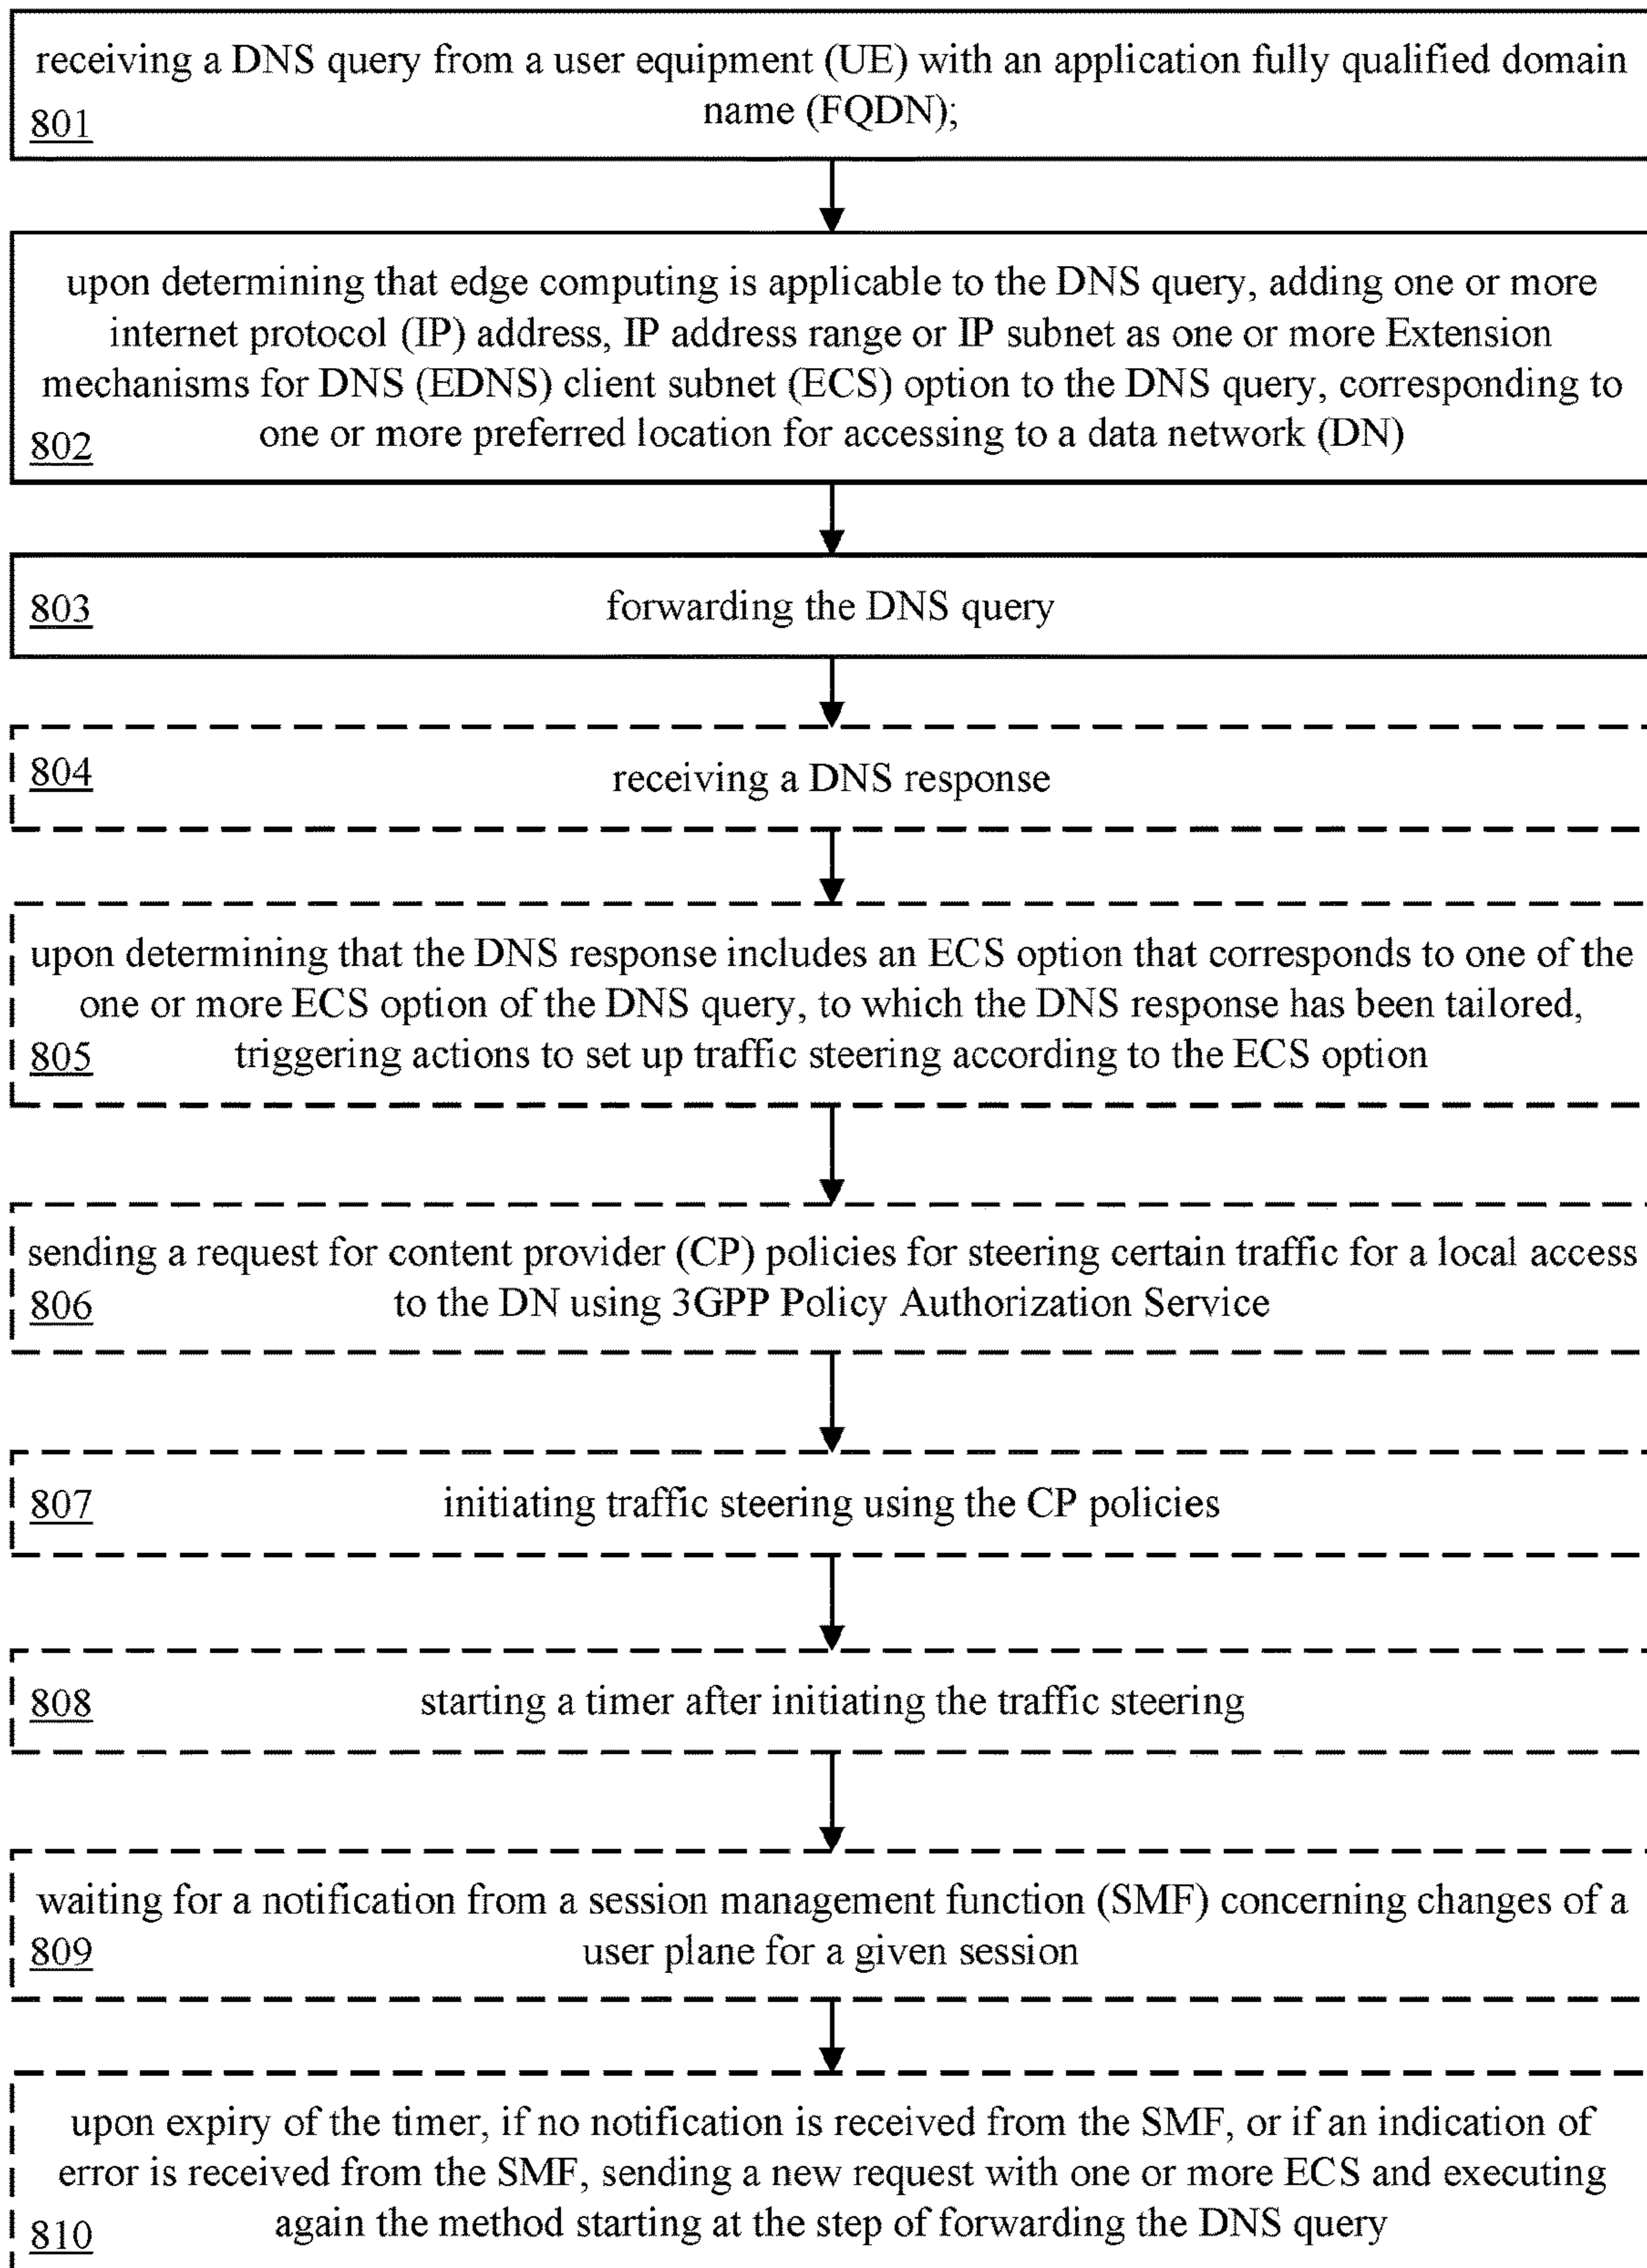 receiving a DNS query from a user equipment (UE) with an application fully qualified domain
name (FQDN);
801
upon determining that edge computing is applicable to the DNS query, adding one or more
internet protocol (IP) address, IP address range or IP subnet as one or more Extension
mechanisms for DNS (EDNS) client subnet (ECS) option to the DNS query, corresponding to
802 one or more preferred location for accessing to a data network (DN)
803 forwarding the DNS query
804 receiving a DNS response
upon determining that the DNS response includes an ECS option that corresponds to one of the
one or more ECS option of the DNS query, to which the DNS response has been tailored,
805 triggering actions to set up traffic steering according to the ECS option
sending a request for content provider (CP) policies for steering certain traffic for a local access
806 to the DN using 3GPP Policy Authorization Service
807 initiating traffic steering using the CP policies
808 starting a timer after initiating the traffic steering
waiting for a notification from a session management function (SMF) concerning changes of a
809 user plane for a given session
upon expiry of the timer, if no notification is received from the SMF, or if an indication of
error is received from the SMF, sending a new request with one or more ECS and executing
810 again the method starting at the step of forwarding the DNS query